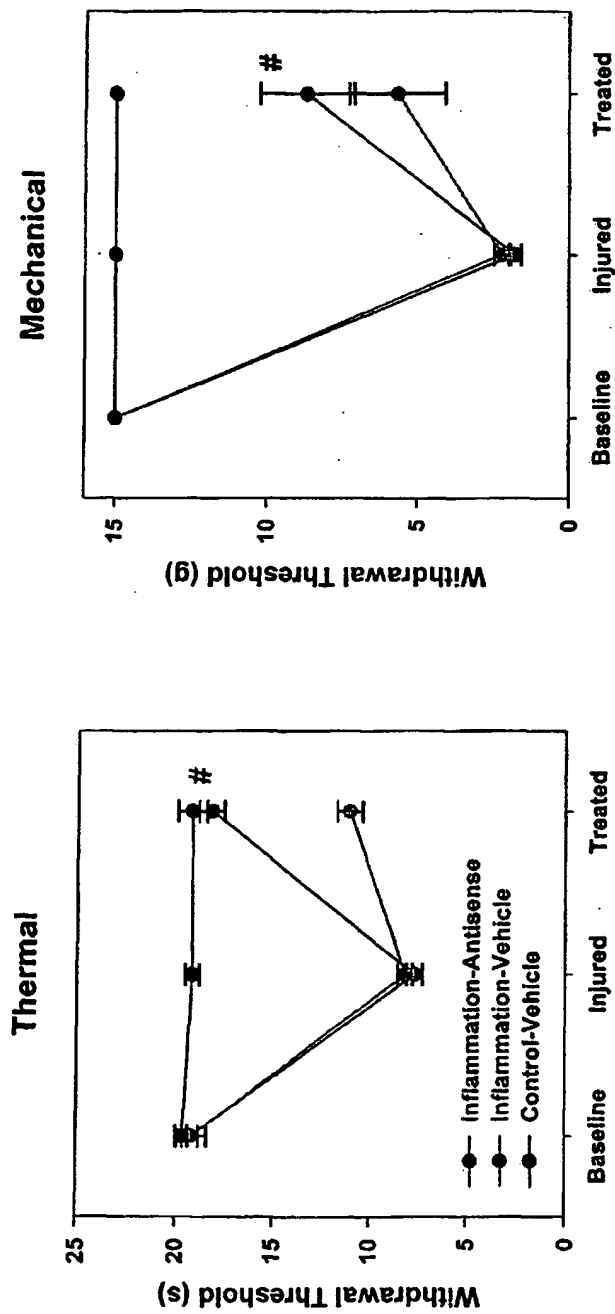 Thermal
Withdrawal Threshold (s)
25
20
15
10
5
0
#
Inflammation-Antisense
Inflammation-Vehicle
Control-Vehicle
Baseline
Injured
Treated
Mechanical
Withdrawal Threshold (g)
15
10
5
0
#
Baseline
Injured
Treated